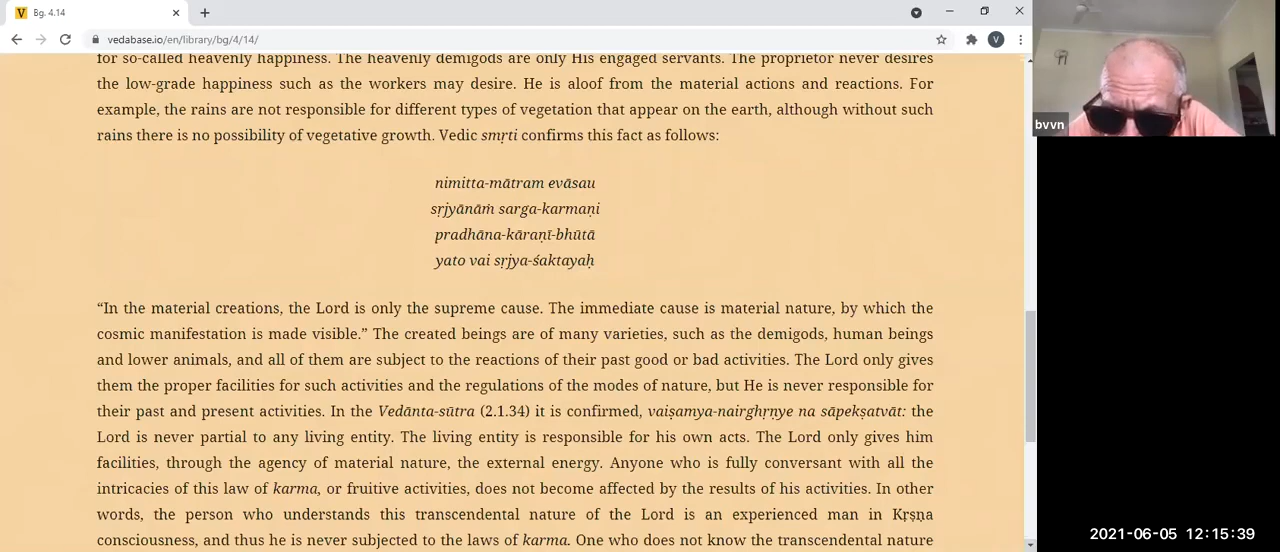 Bg. 4.14
vedabase.io/en/library/bg/4/14/
V
for so-called heavenly happiness. The heavenly demigods are only His engaged servants. The proprietor never desires
the low-grade happiness such as the workers may desire. He is aloof from the material actions and reactions. For
example, the rains are not responsible for different types of vegetation that appear on the earth, although without such
rains there is no possibility of vegetative growth. Vedic smṛti confirms this fact as follows:
nimitta-mātram evāsau
sṛjyānāṁ sarga-karmaṇi
pradhāna-kāraṇī-bhūtā
yato vai sṛjya-śaktayaḥ
“In the material creations, the Lord is only the supreme cause. The immediate cause is material nature, by which the
cosmic manifestation is made visible.” The created beings are of many varieties, such as the demigods, human beings
and lower animals, and all of them are subject to the reactions of their past good or bad activities. The Lord only gives
them the proper facilities for such activities and the regulations of the modes of nature, but He is never responsible for
their past and present activities. In the Vedānta-sūtra (2.1.34) it is confirmed, vaiṣamya-nairghṛṇye na sāpekṣatvāt: the
Lord is never partial to any living entity. The living entity is responsible for his own acts. The Lord only gives him
facilities, through the agency of material nature, the external energy. Anyone who is fully conversant with all the
intricacies of this law of karma, or fruitive activities, does not become affected by the results of his activities. In other
words, the person who understands this transcendental nature of the Lord is an experienced man in Kṛṣṇa
consciousness, and thus he is never subjected to the laws of karma. One who does not know the transcendental nature
bvvn
2021-06-05 12:15:39